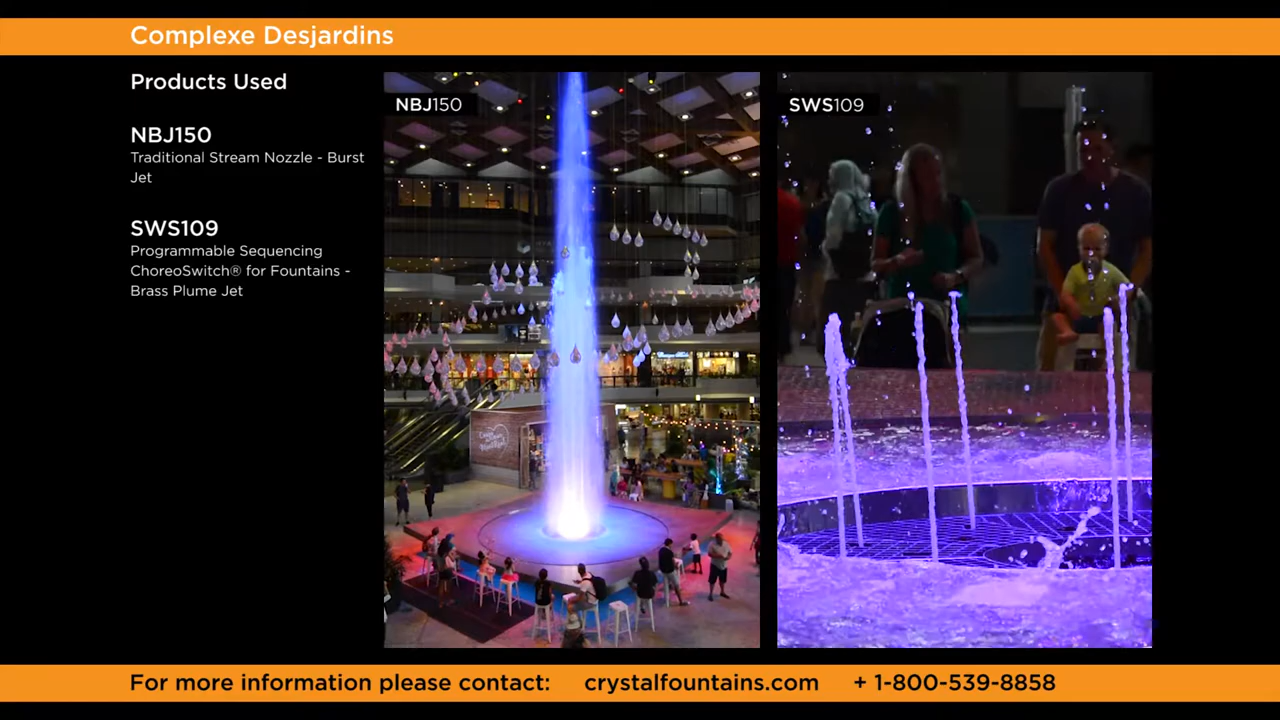 Complexe Desjardins
Products Used
NBJ150
Traditional Stream Nozzle - Burst
Jet
SWS109
Programmable Sequencing
ChoreoSwitch® for Fountains -
Brass Plume Jet
NBJ150
SWS109
For more information please contact: crystalfountains.com + 1-800-539-8858